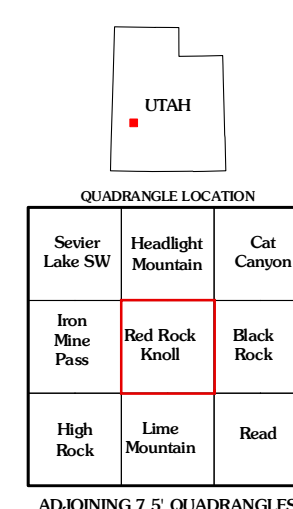 UTAH
QUADRANGLE LOCATION
Sevier
Lake SW
Headlight
Mountain
Cat
Canyon
Iron
Mine
Pass
Red Rock
Knoll
Black
Rock
High
Rock
Lime
Mountain
Read
ADJOINING 7.5' QUADRANGLES